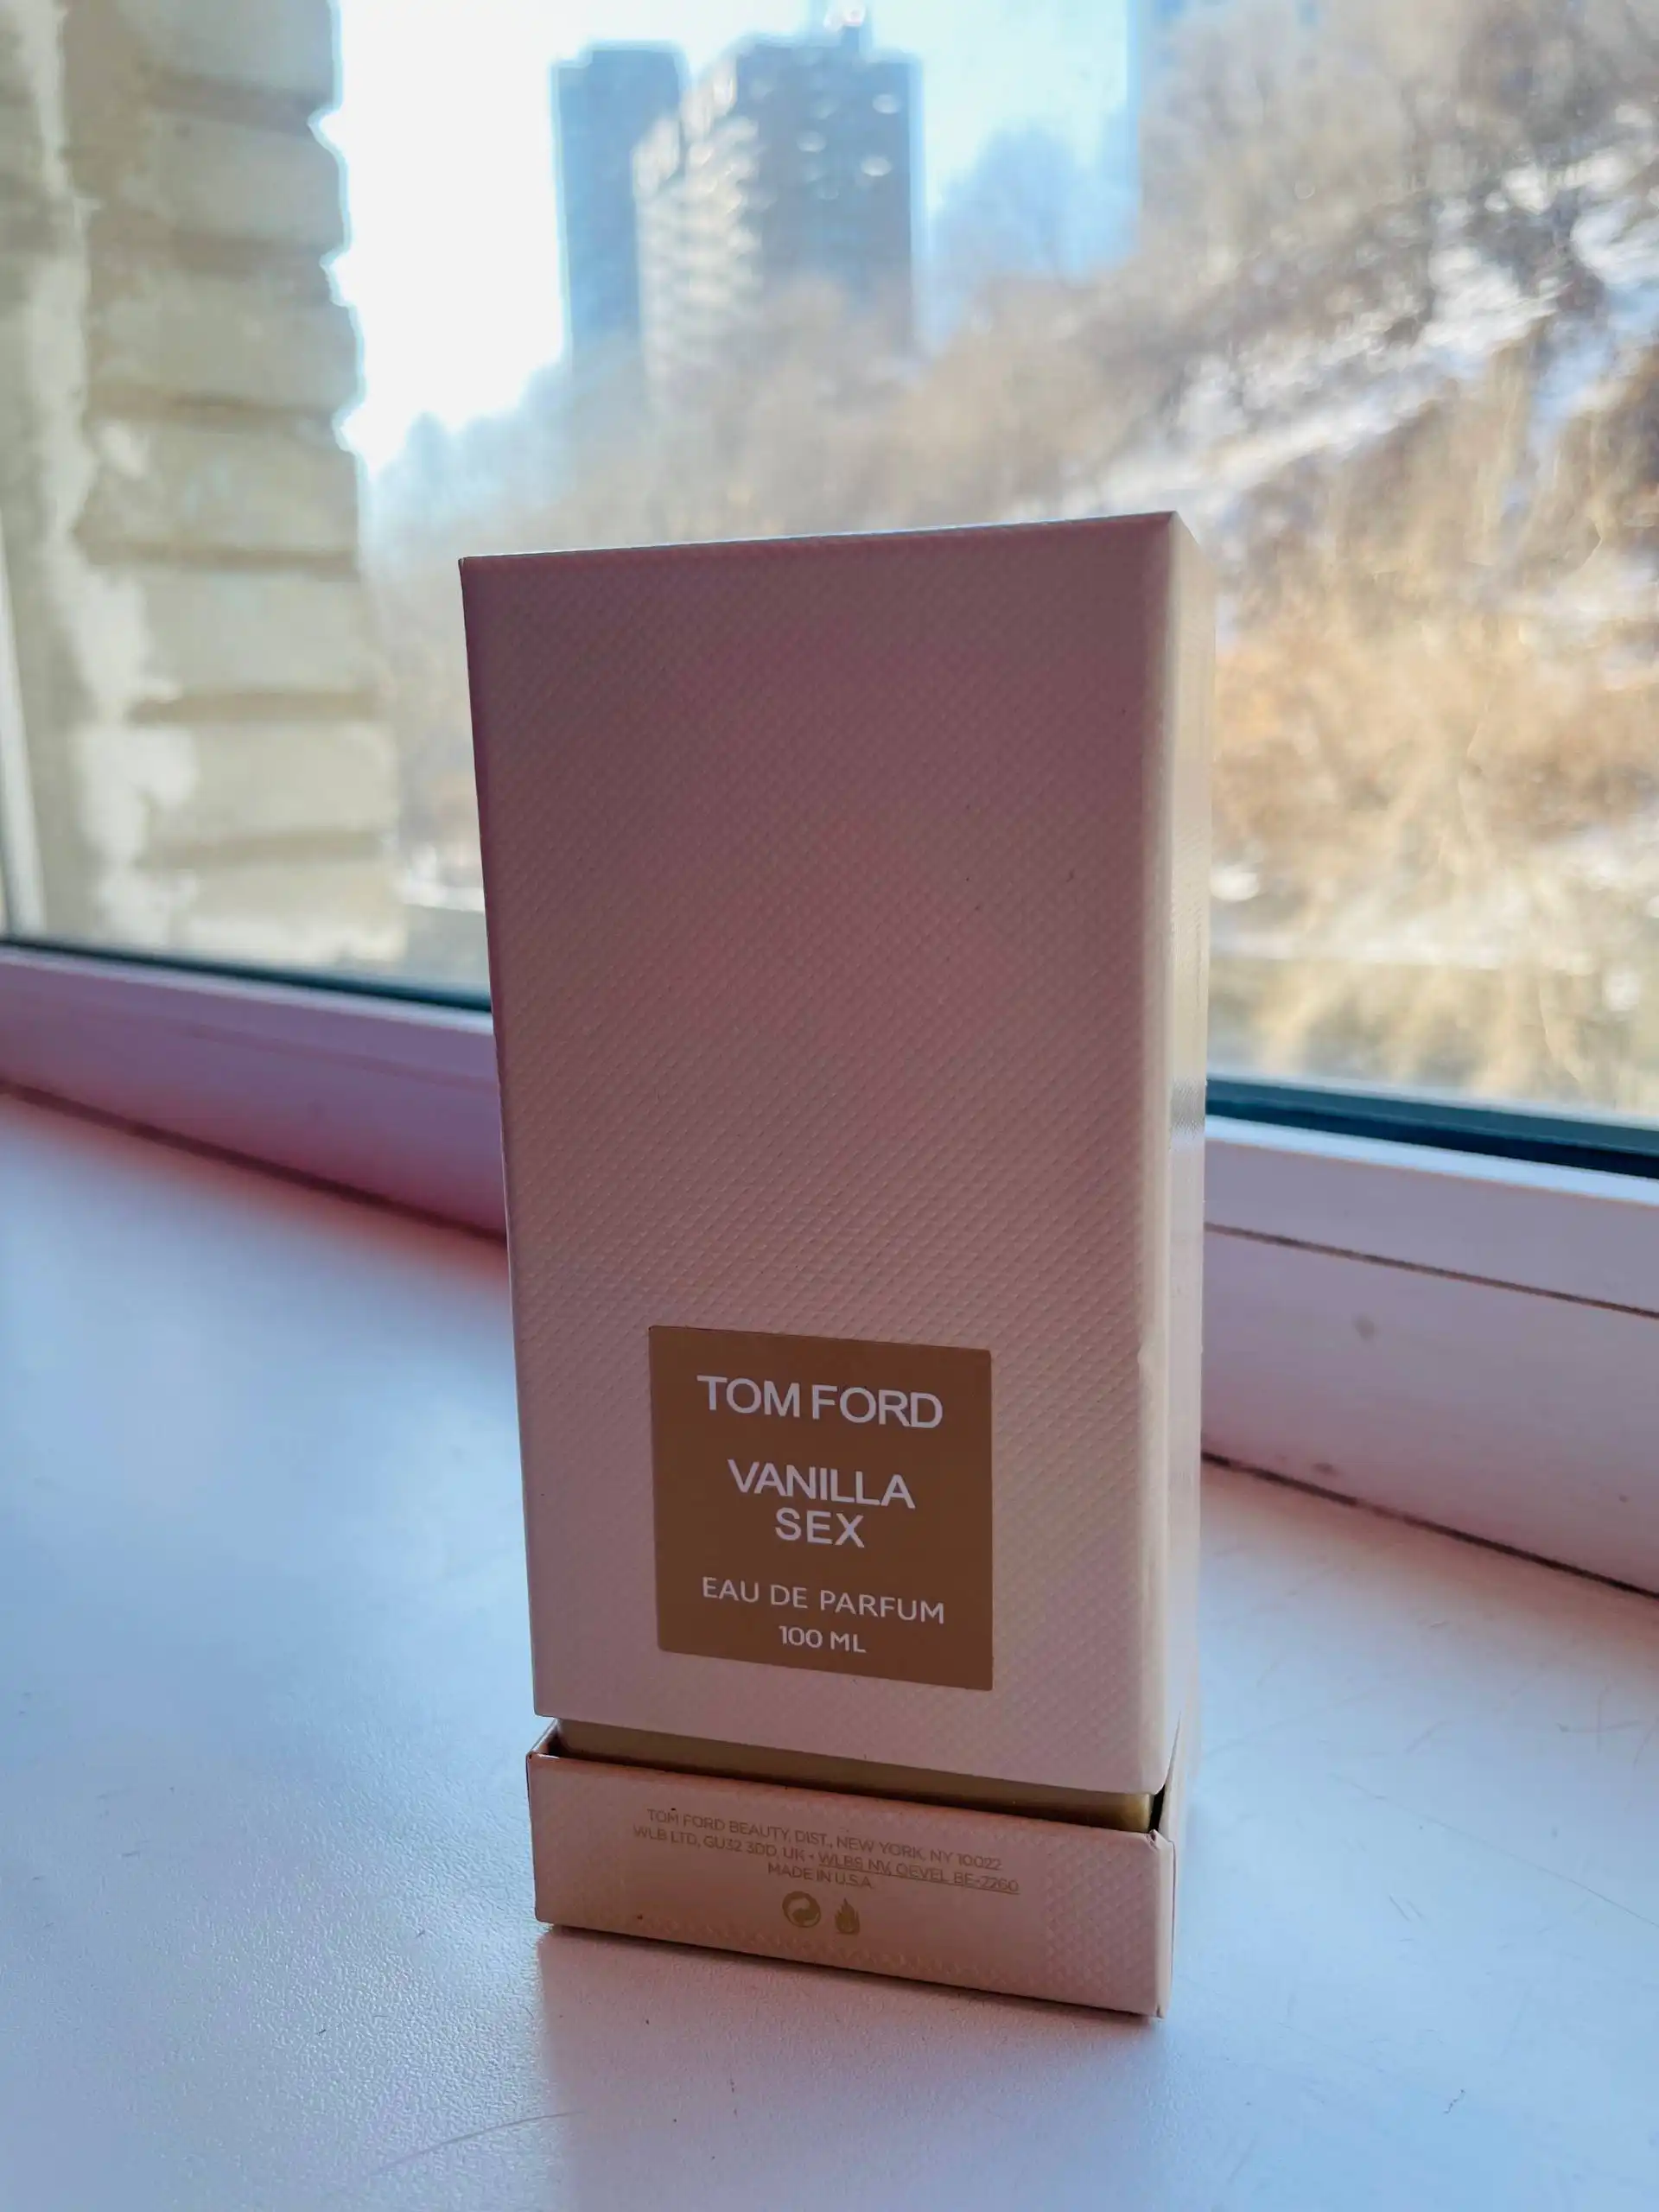 TOM FORD
VANILLA
SEX
EAU DE PARFUM
100 ML
TOM FORD BEAUTY, DIST., NEW YORK, NY 10022
WLB LTD, GU32 3DD, UK • WLBS NV, OEVEL BE-2260
MADE IN U.S.A.